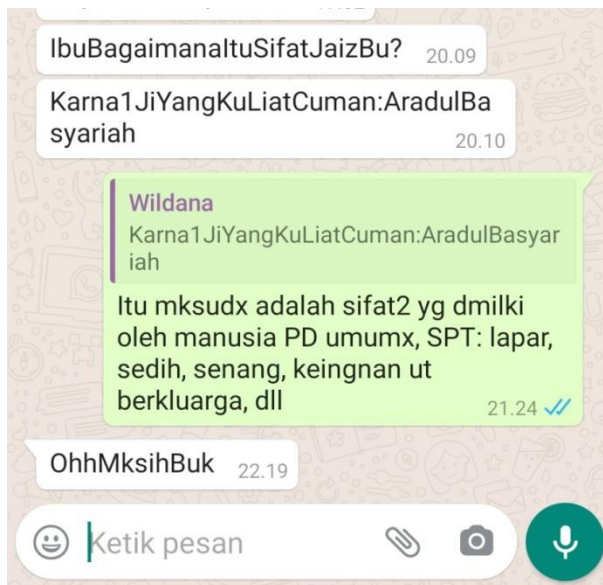 IbuBagaimanaItuSifatJaizBu? 20.09
Karna1JiYangKuLiatCuman:AradulBa
syariah 20.10
Wildana
Karna1JiYangKuLiatCuman:AradulBasyar
iah
Itu mksudx adalah sifat2 yg dmilki
oleh manusia PD umumx, SPT: lapar,
sedih, senang, keingnan ut
berkluarga, dll 21.24
OhhMksihBuk 22.19
Ketik pesan